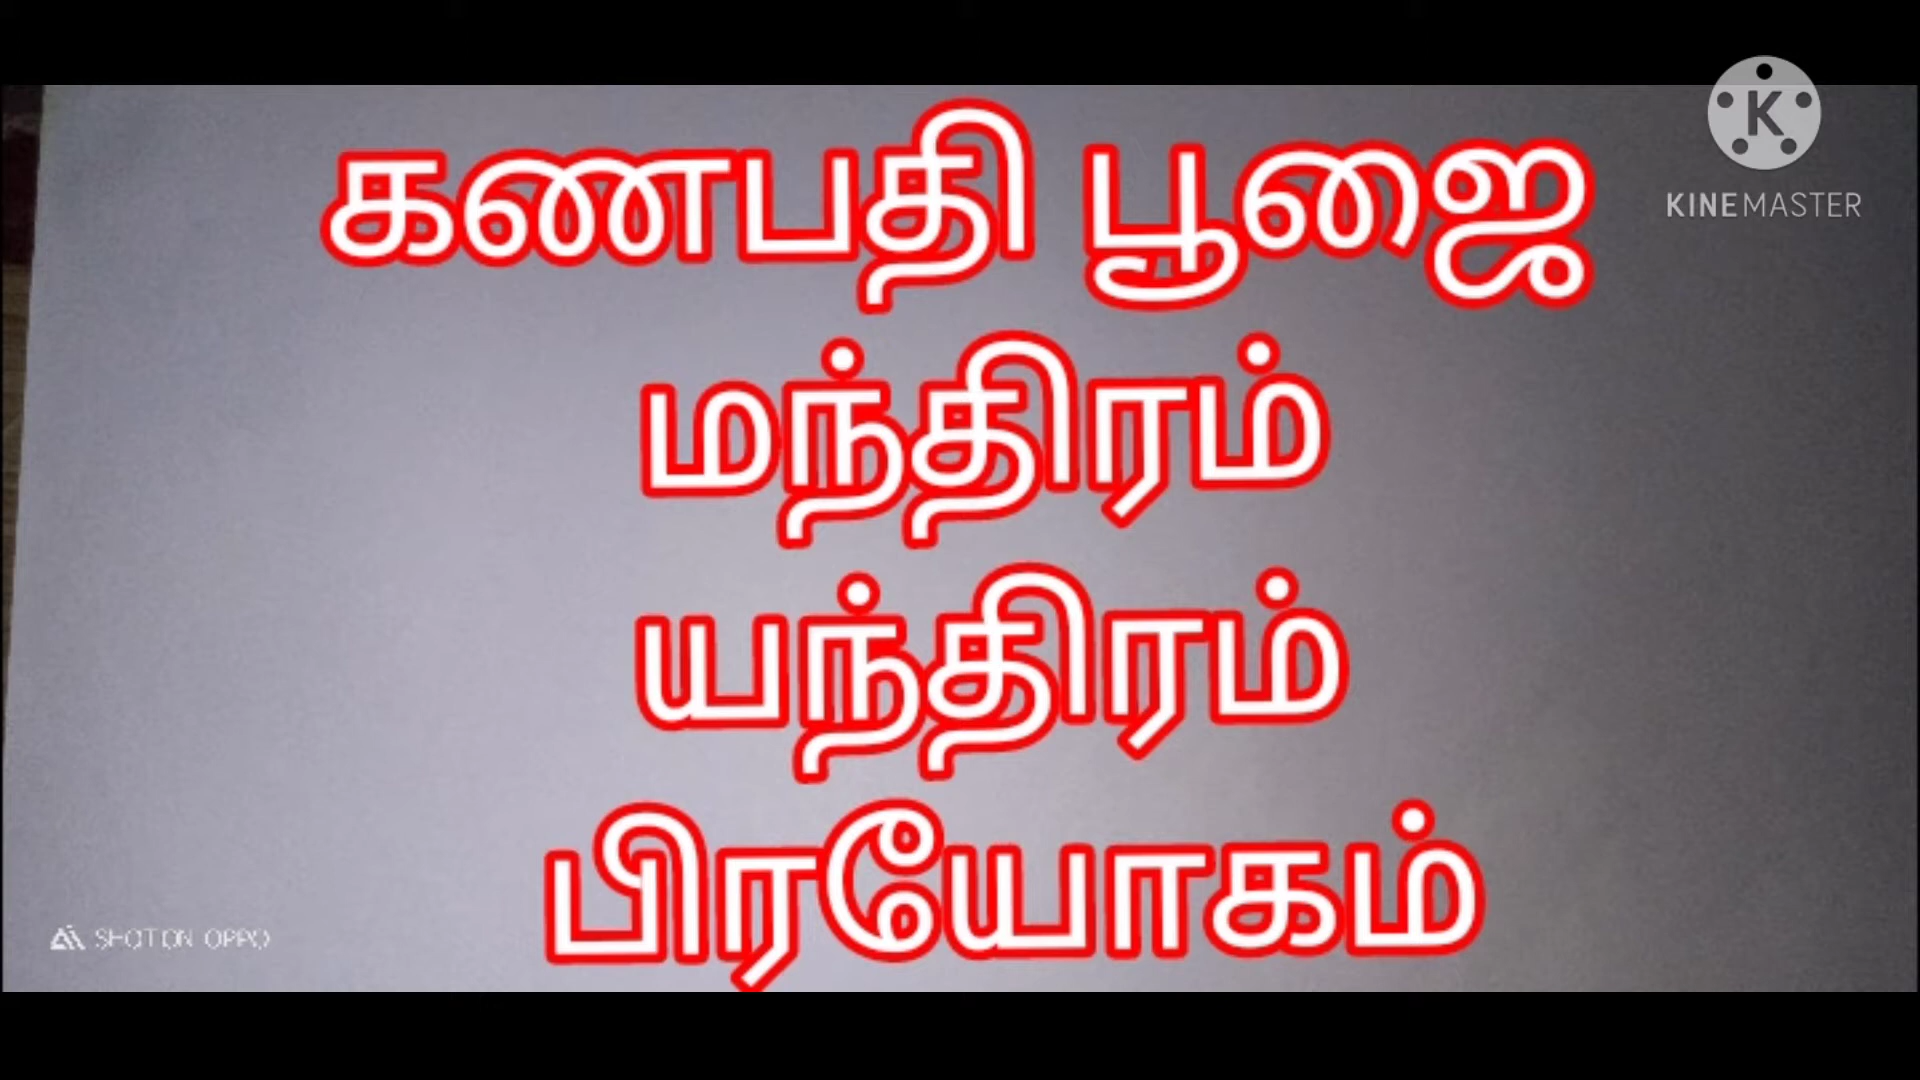 கணபதி பூஜை
மந்திரம்
யந்திரம்
பிரயோகம்
K
KINEMASTER
SHOT ON OPPO